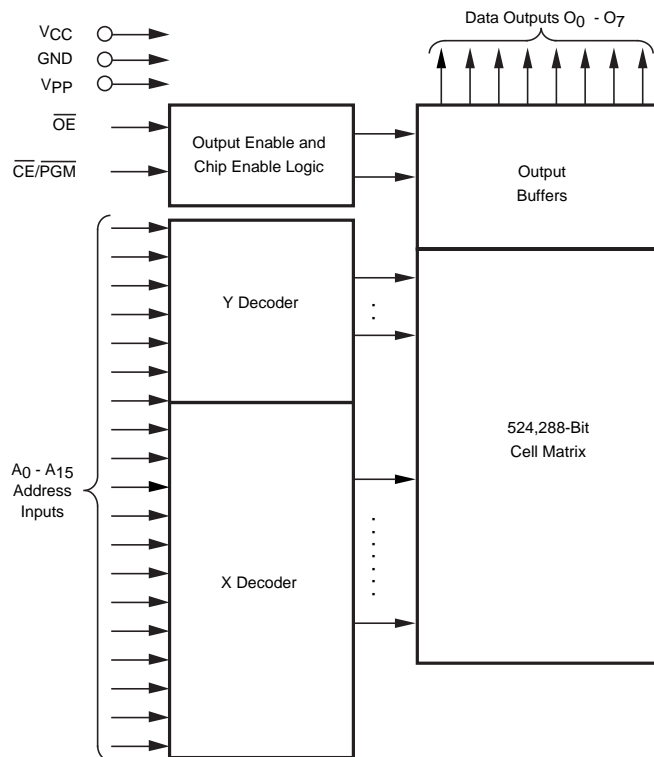 Data Outputs O0 - O7
VCC
GND
VPP
OE
CE/PGM
Output Enable and
Chip Enable Logic
Output
Buffers
Y Decoder
524,288-Bit
Cell Matrix
A0 - A15
Address
Inputs
X Decoder